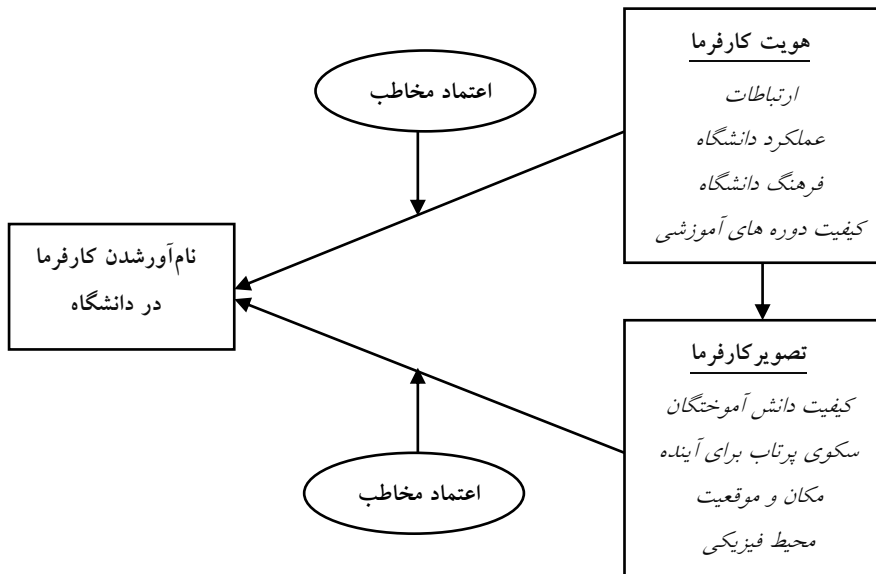 هویت کارفرما
ارتباطات
عملکرد دانشگاه
فرهنگ دانشگاه
کیفیت دوره های آموزشی
اعتماد مخاطب
نام‌آورشدن کارفرما
در دانشگاه
تصویرکارفرما
کیفیت دانش آموختگان
سکوی پرتاب برای آینده
مکان و موقعیت
محیط فیزیکی
اعتماد مخاطب